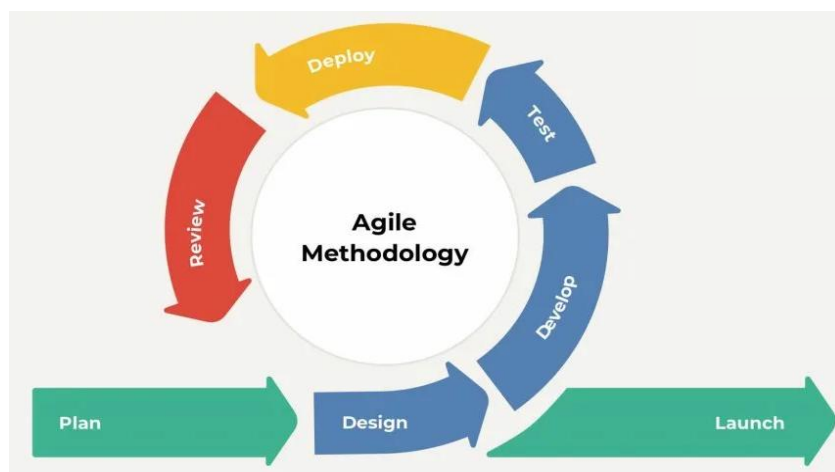 Deploy
Test
Agile
Methodology
Review
Develop
Plan
Design
Launch